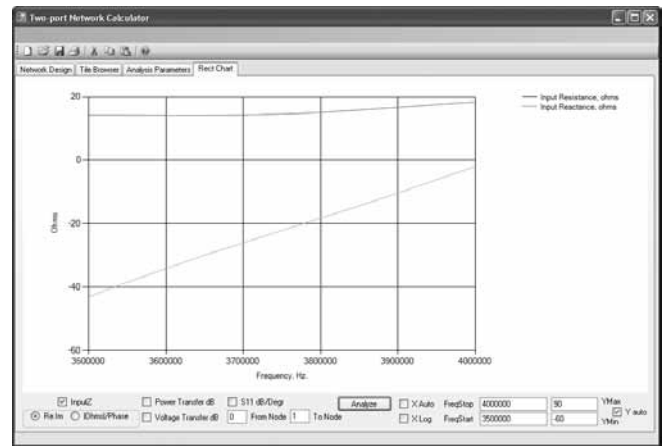 Two-port Network Calculator
Network Design Tile Browser Analysis Parameters Rect Chart
20
0
-20
-40
-60
Ohms
3500000 3600000 3700000 3800000 3900000 4000000
Frequency, Hz.
Input Resistance, ohms
Input Reactance, ohms
InputZ Power Transfer dB S11 dB/Degr Analyze X Auto FreqStop 4000000 90 YMax
Re Im |Ohms|/Phase Voltage Transfer dB 0 From Node 1 To Node X Log FreqStart 3500000 -60 YMin Y auto